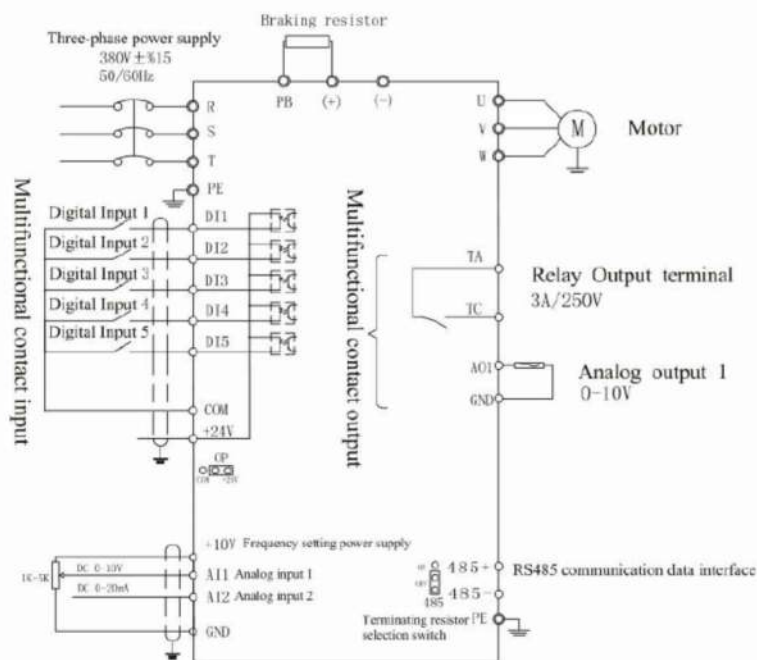 Braking resistor
Three-phase power supply
380V±%15
50/60Hz
PB
(+)
(-)
R
S
T
PE
U
V
W
M
Motor
Multifunctional contact input
Digital Input 1
DI1
Digital Input 2
DI2
Digital Input 3
DI3
Digital Input 4
DI4
Digital Input 5
DI5
COM
+24V
OP
COM
+24V
Multifunctional contact output
TA
TC
Relay Output terminal
3A/250V
AO1
GND
Analog output 1
0-10V
+10V Frequency setting power supply
1K-5K
DC 0-10V
AI1 Analog input 1
DC 0-20mA
AI2 Analog input 2
GND
485+
485-
RS485 communication data interface
485
Terminating resistor
selection switch
PE